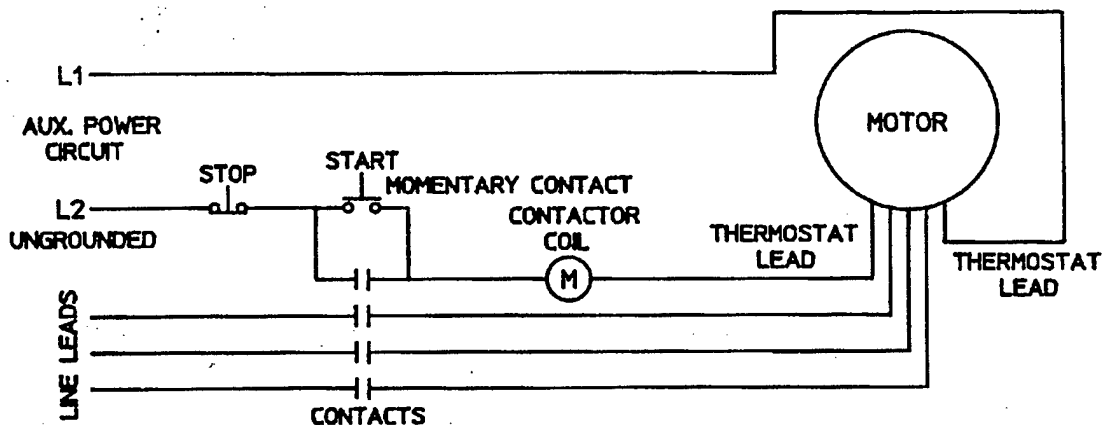 L1
AUX. POWER
CIRCUIT
STOP
START
MOMENTARY CONTACT
CONTACTOR
COIL
M
L2
UNGROUNDED
THERMOSTAT
LEAD
MOTOR
THERMOSTAT
LEAD
LINE LEADS
CONTACTS